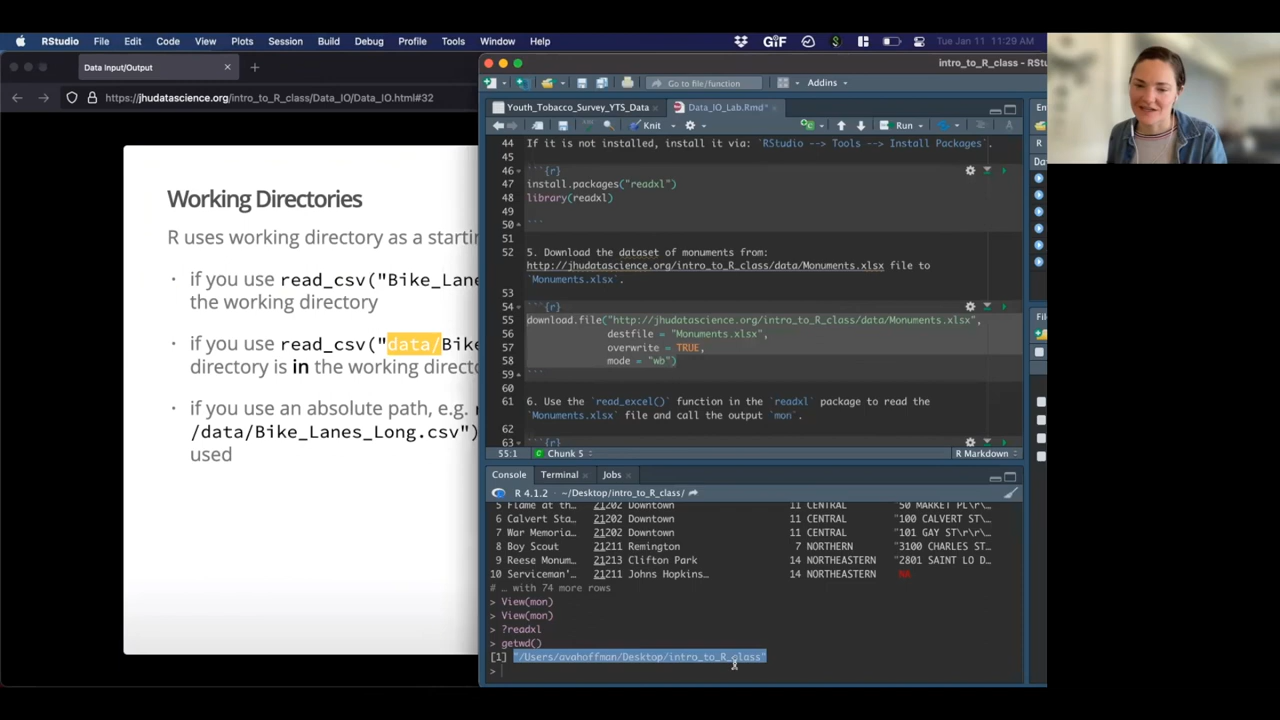 RStudio File Edit Code View Plots Session Build Debug Profile Tools Window Help
GiF Tue Jan 11 11:29 AM
Data Input/Output
https://jhudatascience.org/intro_to_R_class/Data_IO/Data_IO.html#32
Working Directories
R uses working directory as a starti
· if you use read_csv("Bike_Lane
the working directory
· if you use read_csv("data/Bike
directory is in the working directo
· if you use an absolute path, e.g.
/data/Bike_Lanes_Long.csv")
used
intro_to_R_class - RStu
Go to file/function
Addins
Youth_Tobacco_Survey_YTS_Data
Data_IO_Lab.Rmd*
Knit
Run
44 If it is not installed, install it via: `RStudio --> Tools --> Install Packages`.
45
46 ```{r}
47 install.packages("readxl")
48 library(readxl)
49
50 ```
51
52 5. Download the dataset of monuments from:
http://jhudatascience.org/intro_to_R_class/data/Monuments.xlsx file to
`Monuments.xlsx`.
53
54 ```{r}
55 download.file("http://jhudatascience.org/intro_to_R_class/data/Monuments.xlsx",
56 destfile = "Monuments.xlsx",
57 overwrite = TRUE,
58 mode = "wb")
59 ```
60
61 6. Use the `read_excel()` function in the `readxl` package to read the
`Monuments.xlsx` file and call the output `mon`.
62
63 ```{r}
55:1 Chunk 5 R Markdown
Console Terminal Jobs
R 4.1.2 · ~/Desktop/intro_to_R_class/
5 Flame at th… 21202 Downtown 11 CENTRAL "50 MARKET PL\r\…
6 Calvert Sta… 21202 Downtown 11 CENTRAL "100 CALVERT ST\…
7 War Memoria… 21202 Downtown 11 CENTRAL "101 GAY ST\r\r\…
8 Boy Scout 21211 Remington 7 NORTHERN "3100 CHARLES ST…
9 Reese Monum… 21213 Clifton Park 14 NORTHEASTERN "2801 SAINT LO D…
10 Serviceman'… 21211 Johns Hopkins… 14 NORTHEASTERN NA
# … with 74 more rows
> View(mon)
> View(mon)
> ?readxl
> getwd()
[1] "/Users/avahoffman/Desktop/intro_to_R_class"
>